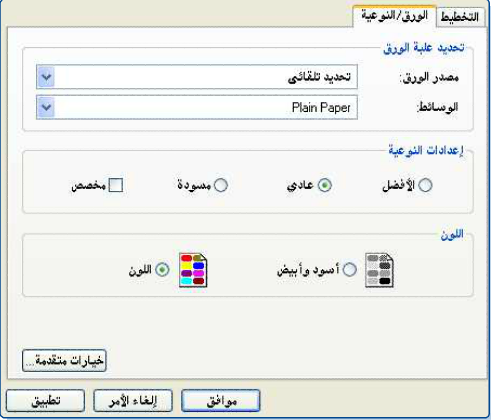 التخطيط الورق/النوعية
تحديد علبة الورق
مصدر الورق: تحديد تلقائى
الوسائط: Plain Paper
إعدادات النوعية
الأفضل عادي مسودة مخصص
اللون
أسود وأبيض اللون
خيارات متقدمة...
موافق إلغاء الأمر تطبيق